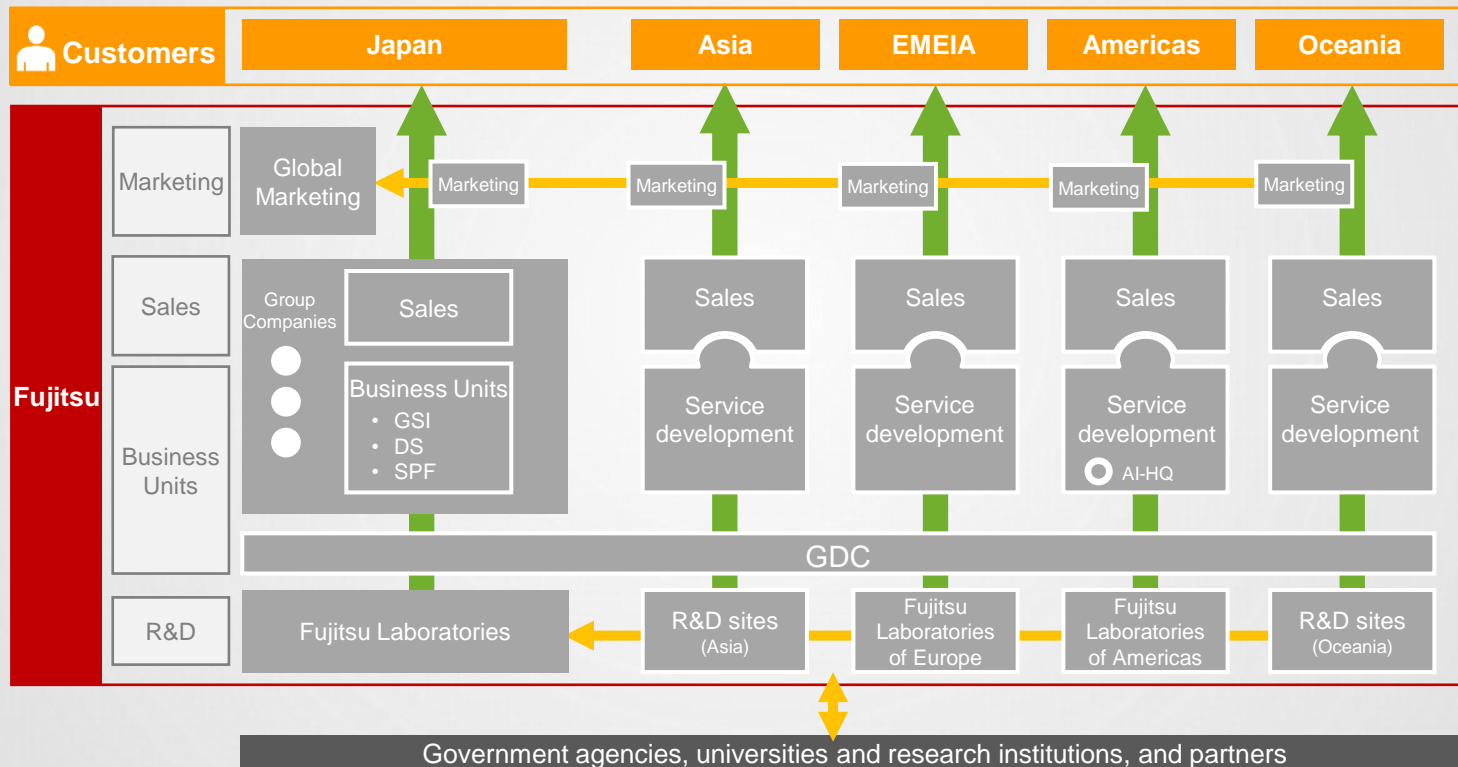 Customers
Japan
Asia
EMEIA
Americas
Oceania
Fujitsu
Marketing
Global
Marketing
Marketing
Marketing
Marketing
Marketing
Marketing
Sales
Group
Companies
Sales
Sales
Sales
Sales
Sales
Business
Units
Business Units
• GSI
• DS
• SPF
Service
development
Service
development
Service
development
AI-HQ
Service
development
GDC
R&D
Fujitsu Laboratories
R&D sites
(Asia)
Fujitsu
Laboratories
of Europe
Fujitsu
Laboratories
of Americas
R&D sites
(Oceania)
Government agencies, universities and research institutions, and partners